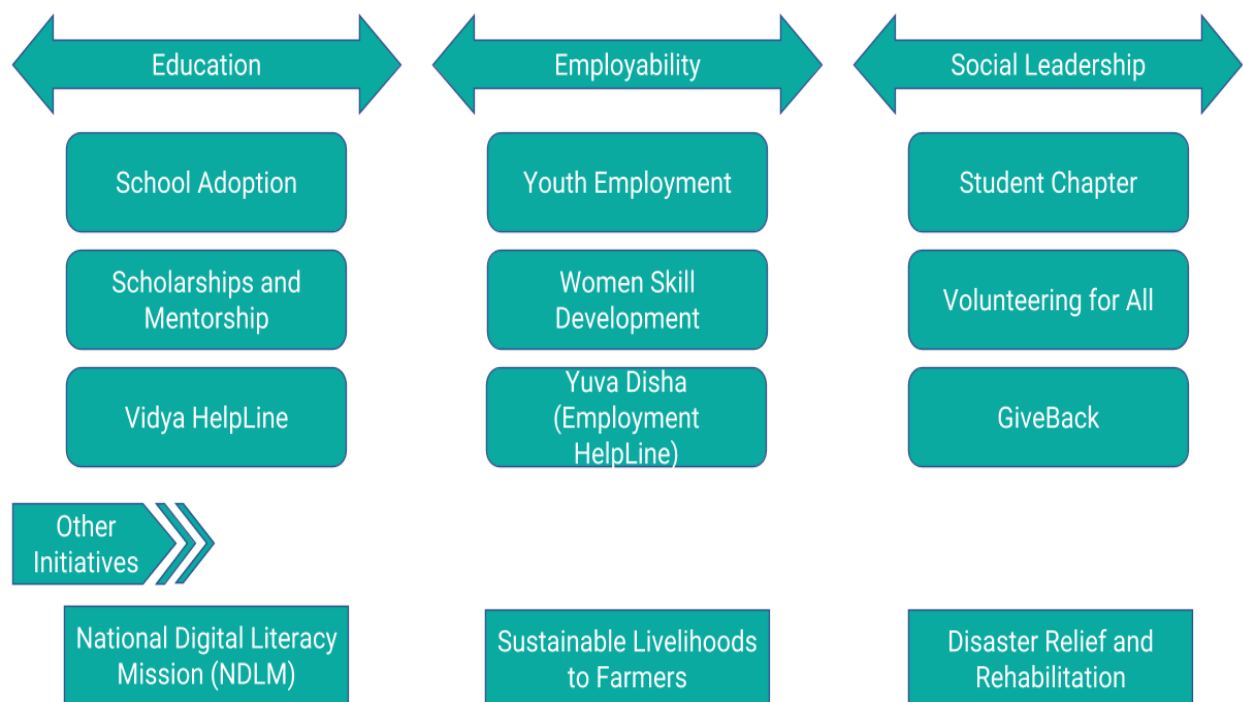 Education
Employability
Social Leadership
School Adoption
Youth Employment
Student Chapter
Scholarships and
Mentorship
Women Skill
Development
Volunteering for All
Vidya HelpLine
Yuva Disha
(Employment
HelpLine)
GiveBack
Other
Initiatives
National Digital Literacy
Mission (NDLM)
Sustainable Livelihoods
to Farmers
Disaster Relief and
Rehabilitation